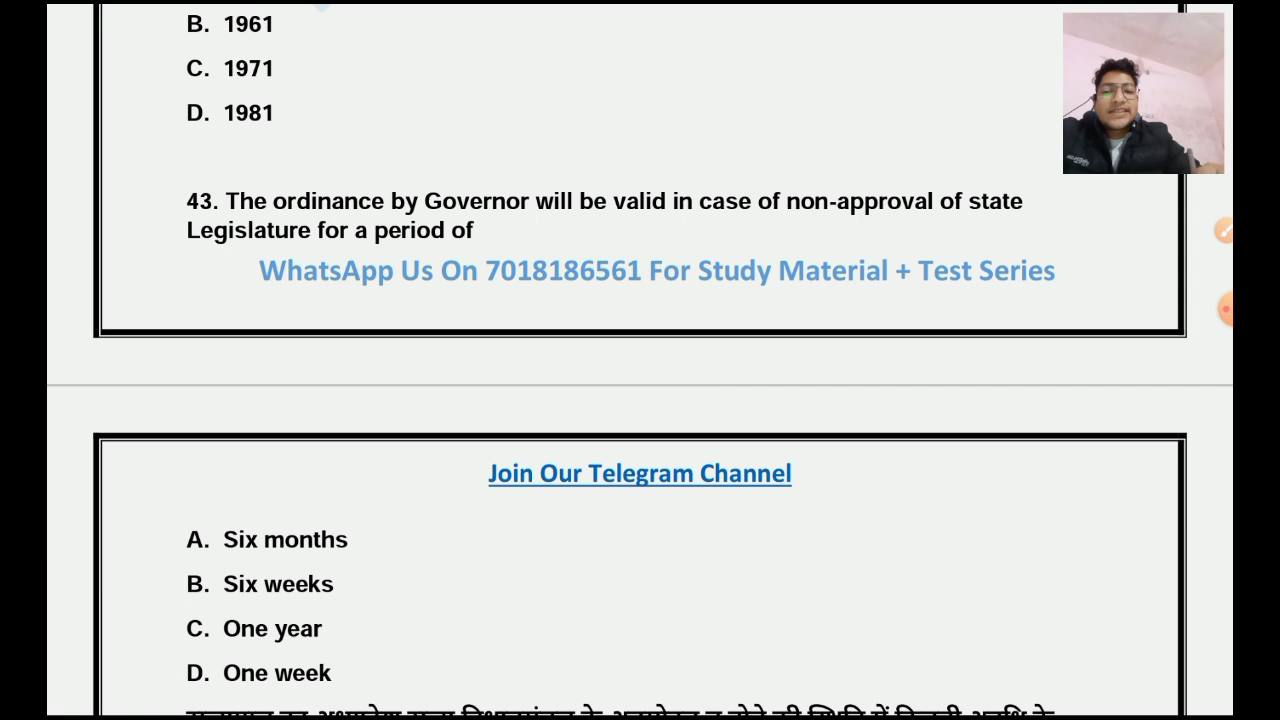 B. 1961
C. 1971
D. 1981
43. The ordinance by Governor will be valid in case of non-approval of state
Legislature for a period of
WhatsApp Us On 7018186561 For Study Material + Test Series
Join Our Telegram Channel
A. Six months
B. Six weeks
C. One year
D. One week